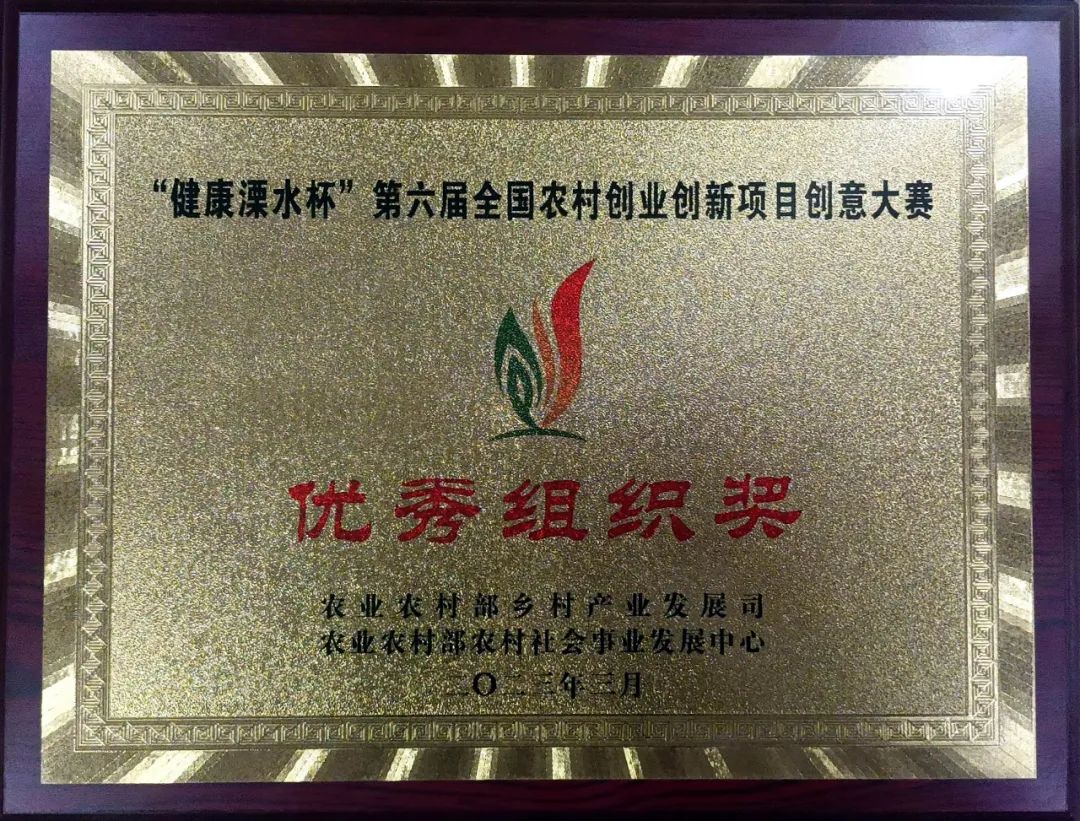 “健康溧水杯”第六届全国农村创业创新项目创意大赛
优秀组织奖
农业农村部乡村产业发展司
农业农村部农村社会事业发展中心
二〇二三年三月